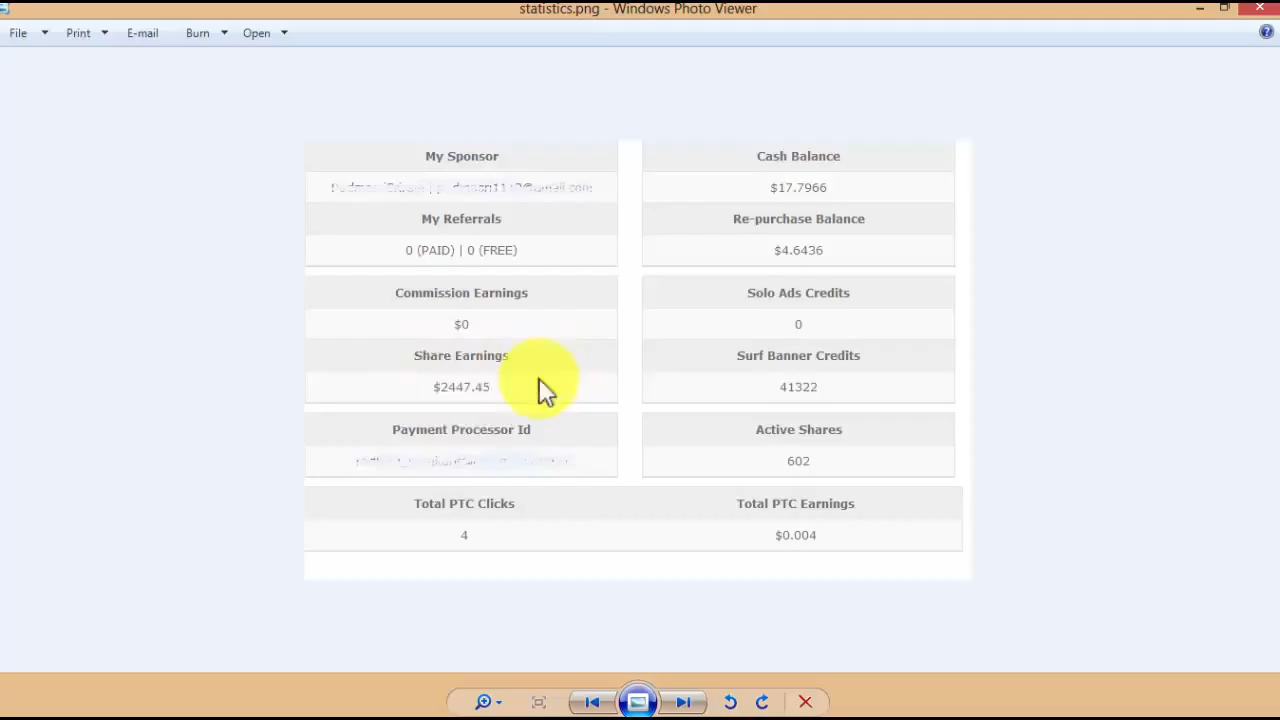 statistics.png - Windows Photo Viewer
File Print E-mail Burn Open
My Sponsor Cash Balance
$17.7966
My Referrals Re-purchase Balance
0 (PAID) | 0 (FREE) $4.6436
Commission Earnings Solo Ads Credits
$0 0
Share Earnings Surf Banner Credits
$2447.45 41322
Payment Processor Id Active Shares
602
Total PTC Clicks Total PTC Earnings
4 $0.004